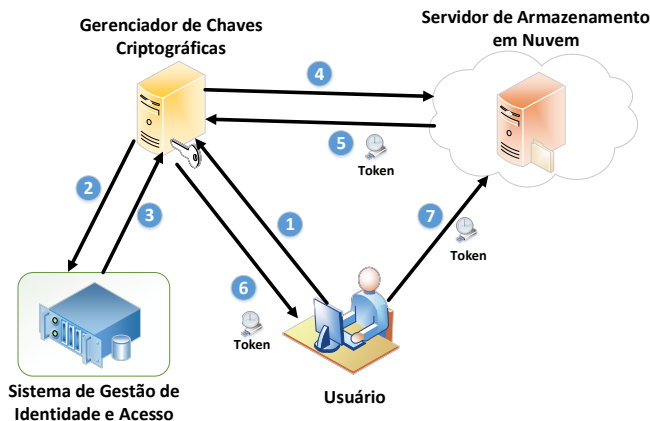 Gerenciador de Chaves
Criptográficas
Servidor de Armazenamento
em Nuvem
4
5
Token
2
3
1
7
Token
6
Token
Sistema de Gestão de
Identidade e Acesso
Usuário